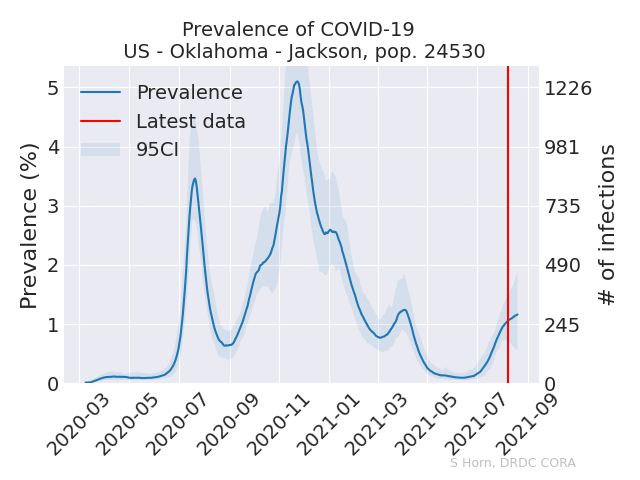 Prevalence of COVID-19
US - Oklahoma - Jackson, pop. 24530
Prevalence
Latest data
95CI
Prevalence (%)
5
4
3
2
1
0
1226
981
735
490
245
0
# of infections
2020-03
2020-05
2020-07
2020-09
2020-11
2021-01
2021-03
2021-05
2021-07
2021-09
S Horn, DRDC CORA